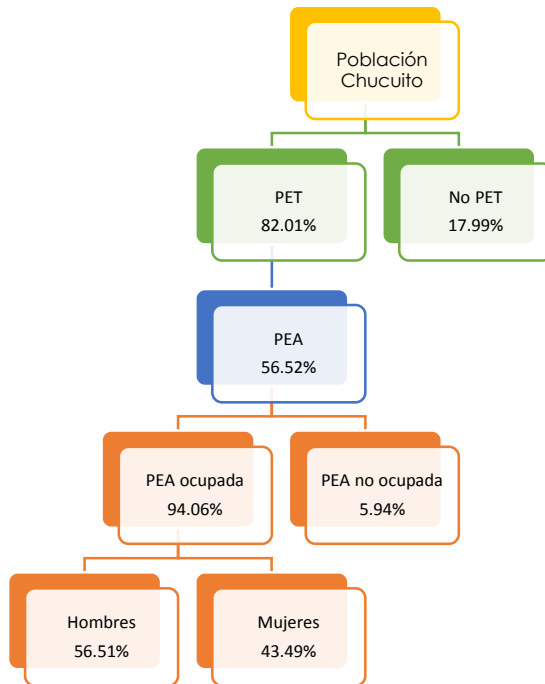 Población
Chucuito
PET
82.01%
No PET
17.99%
PEA
56.52%
PEA ocupada
94.06%
PEA no ocupada
5.94%
Hombres
56.51%
Mujeres
43.49%